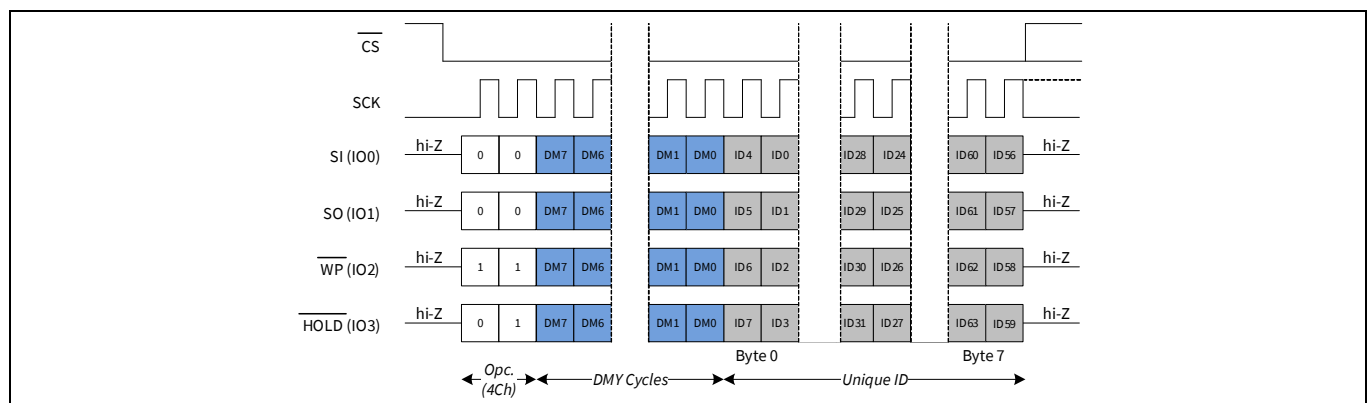 CS
SCK
SI (IO0) hi-Z 0 0 DM7 DM6 DM1 DM0 ID4 ID0 ID28 ID24 ID60 ID56 hi-Z
SO (IO1) hi-Z 0 0 DM7 DM6 DM1 DM0 ID5 ID1 ID29 ID25 ID61 ID57 hi-Z
WP (IO2) hi-Z 1 1 DM7 DM6 DM1 DM0 ID6 ID2 ID30 ID26 ID62 ID58 hi-Z
HOLD (IO3) hi-Z 0 1 DM7 DM6 DM1 DM0 ID7 ID3 ID31 ID27 ID63 ID59 hi-Z
Byte 0 Byte 7
Opc.
(4Ch) DMY Cycles Unique ID